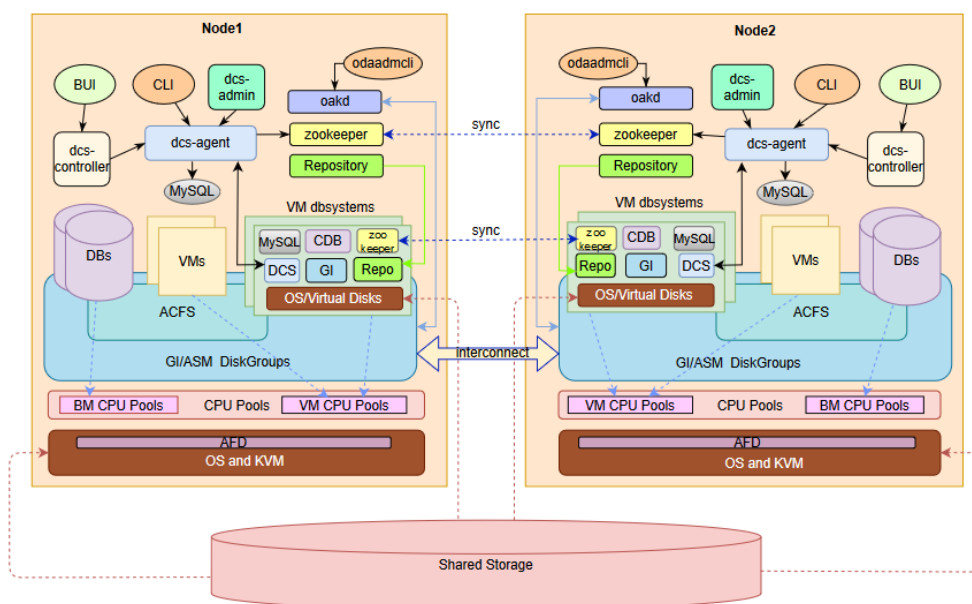 Node1
BUI
CLI
dcs-
admin
odaadmcli
oakd
dcs-
controller
dcs-agent
zookeeper
Repository
MySQL
VM dbsystems
DBs
VMs
MySQL
CDB
zoo
keeper
DCS
GI
Repo
OS/Virtual Disks
ACFS
GI/ASM DiskGroups
BM CPU Pools
CPU Pools
VM CPU Pools
AFD
OS and KVM
sync
sync
interconnect
Node2
odaadmcli
dcs-
admin
CLI
BUI
oakd
zookeeper
dcs-agent
dcs-
controller
Repository
MySQL
VM dbsystems
zoo
keeper
CDB
MySQL
VMs
DBs
Repo
GI
DCS
OS/Virtual Disks
ACFS
GI/ASM DiskGroups
VM CPU Pools
CPU Pools
BM CPU Pools
AFD
OS and KVM
Shared Storage